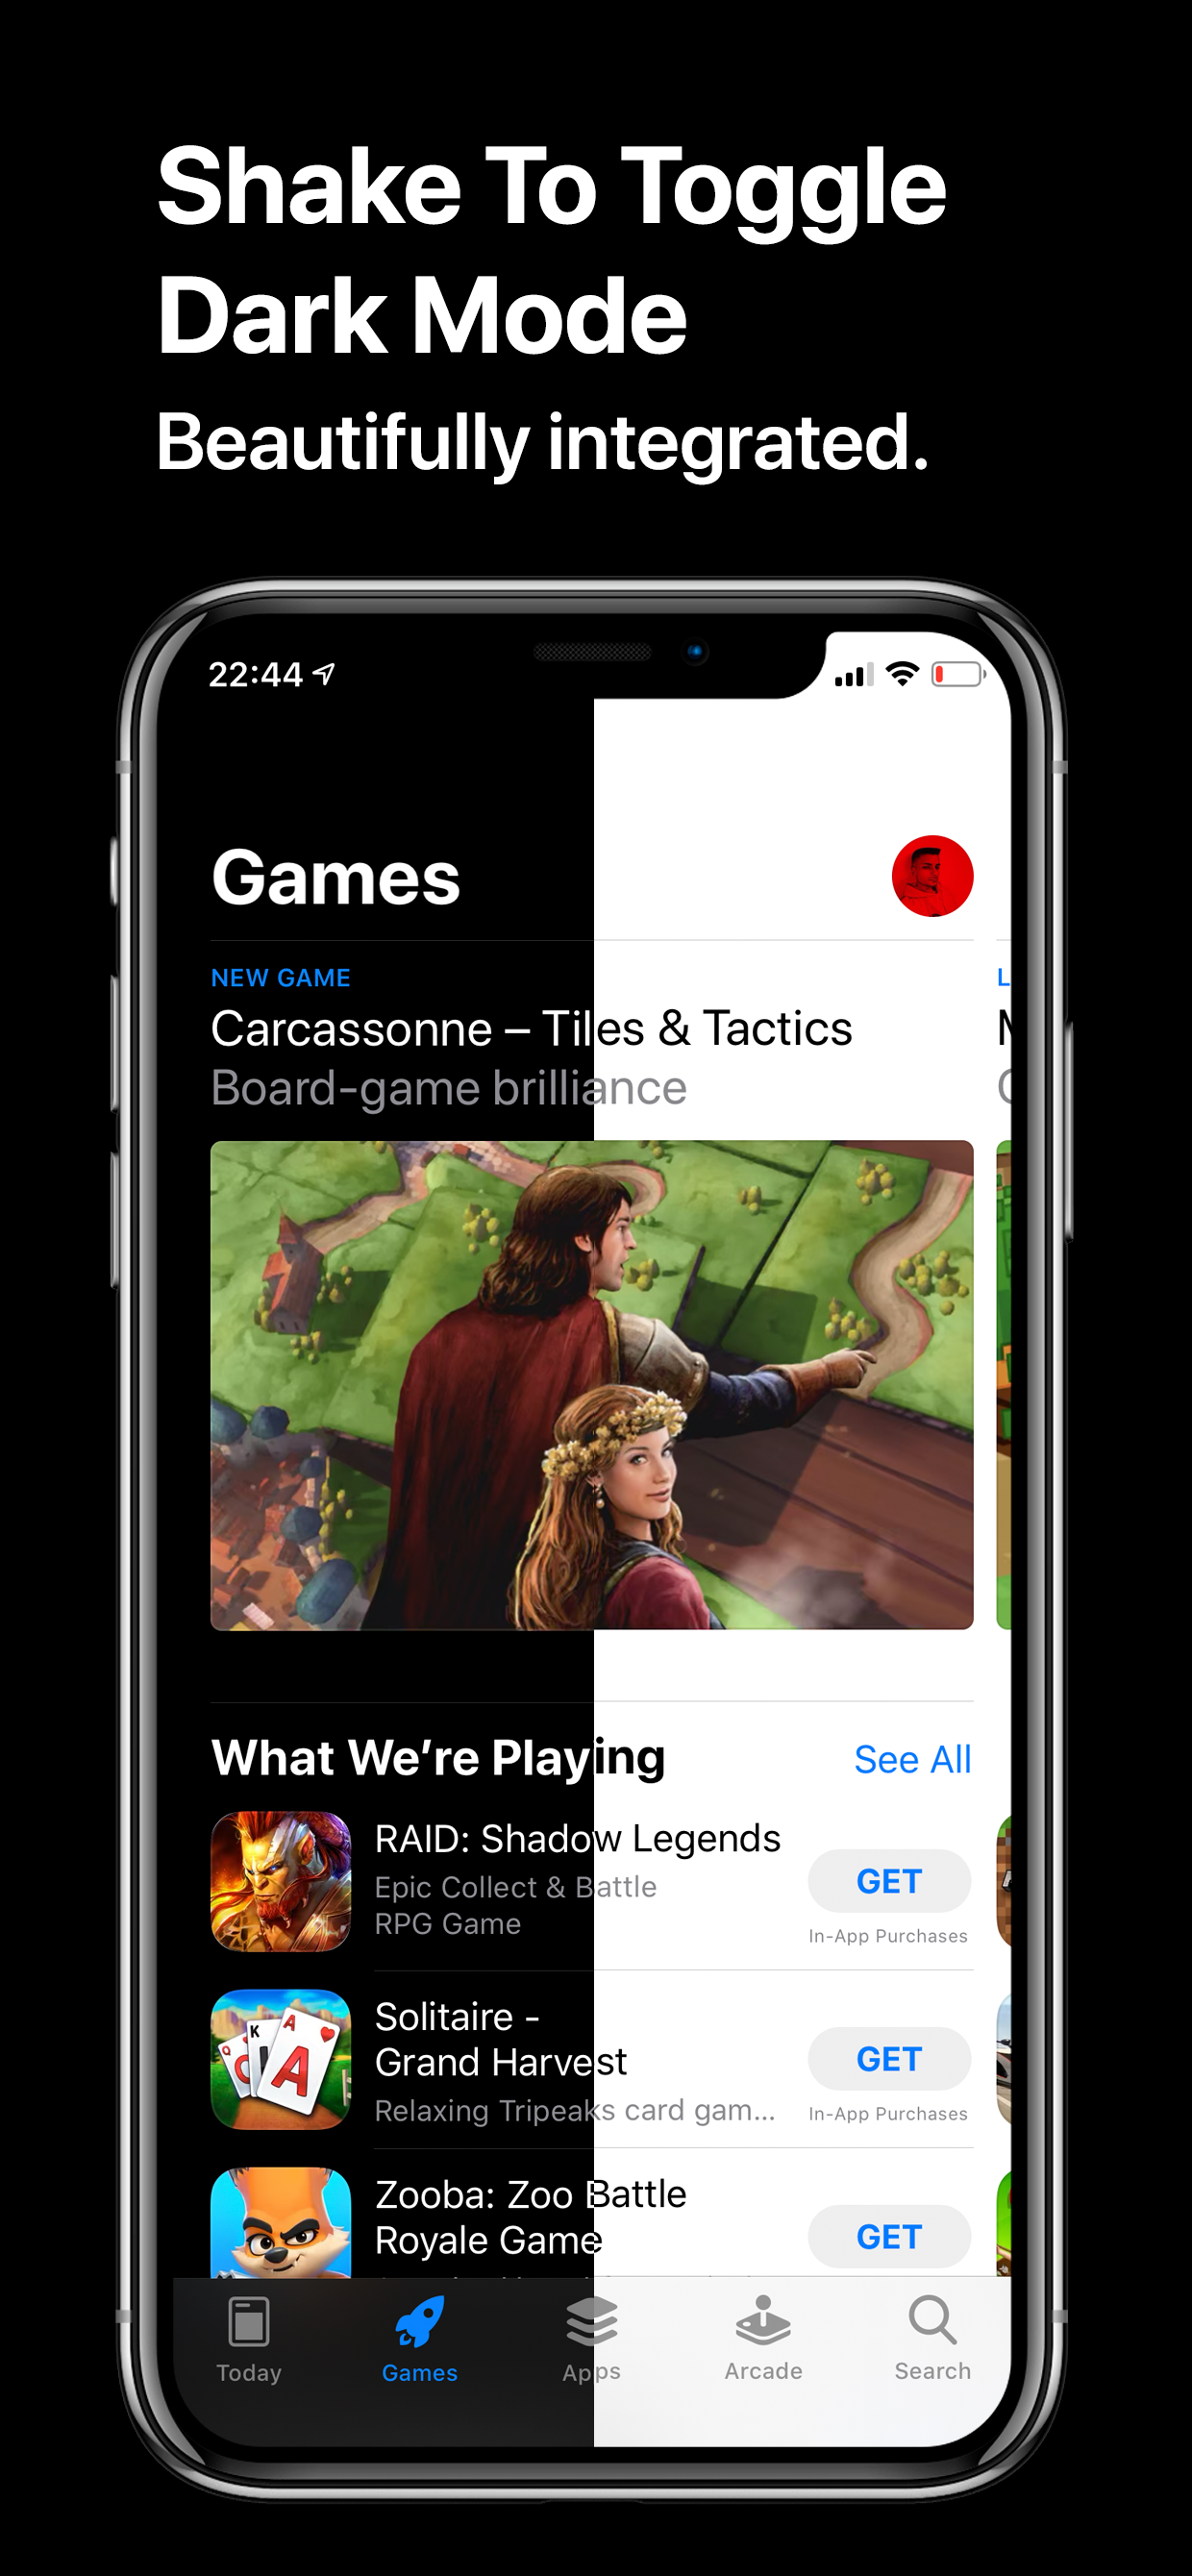 Shake To Toggle
Dark Mode
Beautifully integrated.
22:44
Games
NEW GAME
Carcassonne – Tiles & Tactics
Board-game brilliance
What We’re Playing
See All
RAID: Shadow Legends
Epic Collect & Battle
RPG Game
GET
In-App Purchases
Solitaire -
Grand Harvest
Relaxing Tripeaks card gam...
GET
In-App Purchases
Zooba: Zoo Battle
Royale Game
GET
Today
Games
Apps
Arcade
Search